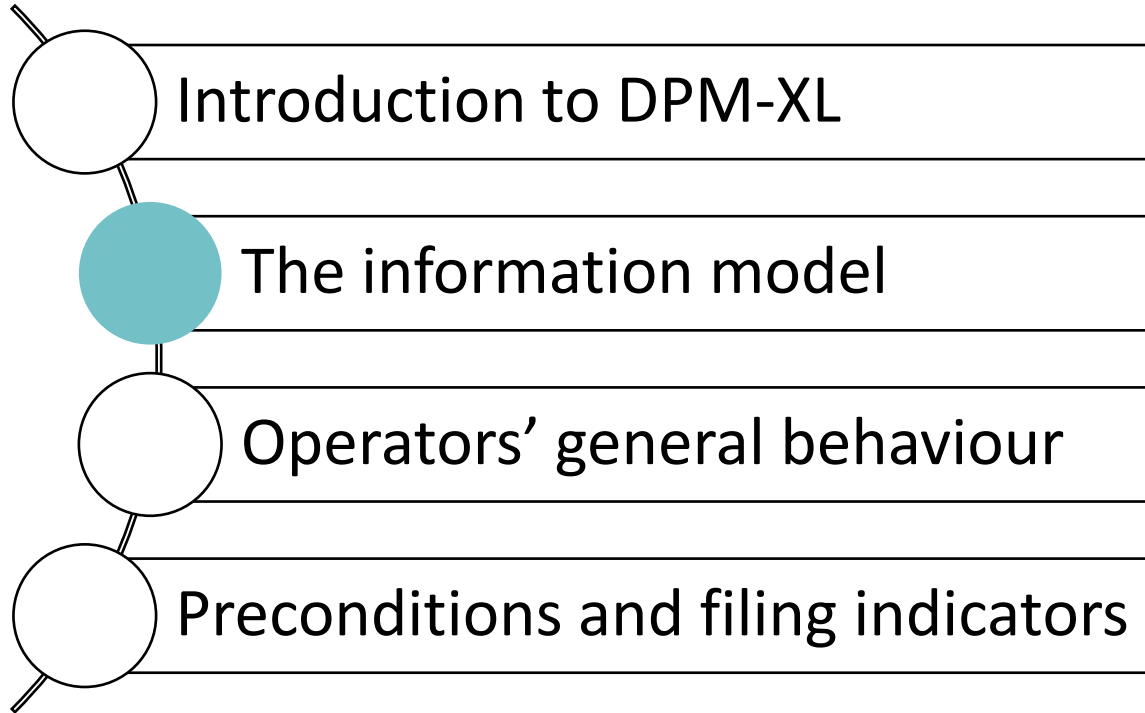 Introduction to DPM-XL
The information model
Operators’ general behaviour
Preconditions and filing indicators